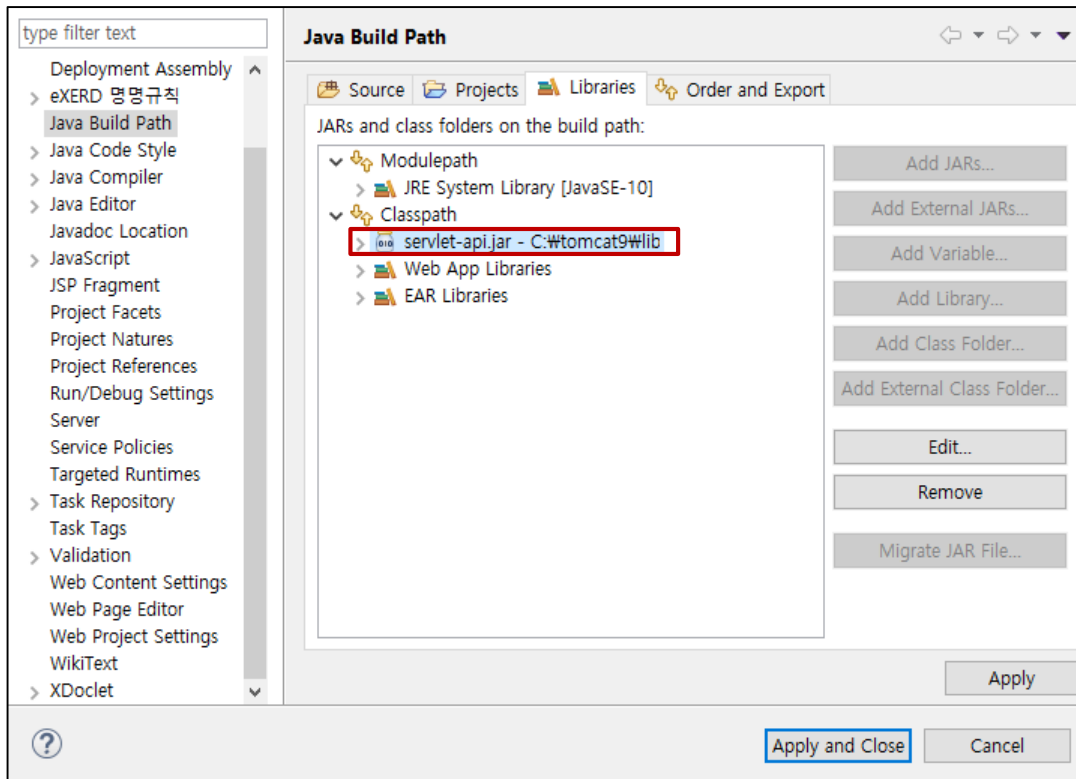 type filter text
Deployment Assembly
eXERD 명명규칙
Java Build Path
Java Code Style
Java Compiler
Java Editor
Javadoc Location
JavaScript
JSP Fragment
Project Facets
Project Natures
Project References
Run/Debug Settings
Server
Service Policies
Targeted Runtimes
Task Repository
Task Tags
Validation
Web Content Settings
Web Page Editor
Web Project Settings
WikiText
XDoclet
Java Build Path
Source Projects Libraries Order and Export
JARs and class folders on the build path:
Modulepath
JRE System Library [JavaSE-10]
Classpath
servlet-api.jar - C:₩tomcat9₩lib
Web App Libraries
EAR Libraries
Add JARs...
Add External JARs...
Add Variable...
Add Library...
Add Class Folder...
Add External Class Folder...
Edit...
Remove
Migrate JAR File...
Apply
?
Apply and Close Cancel